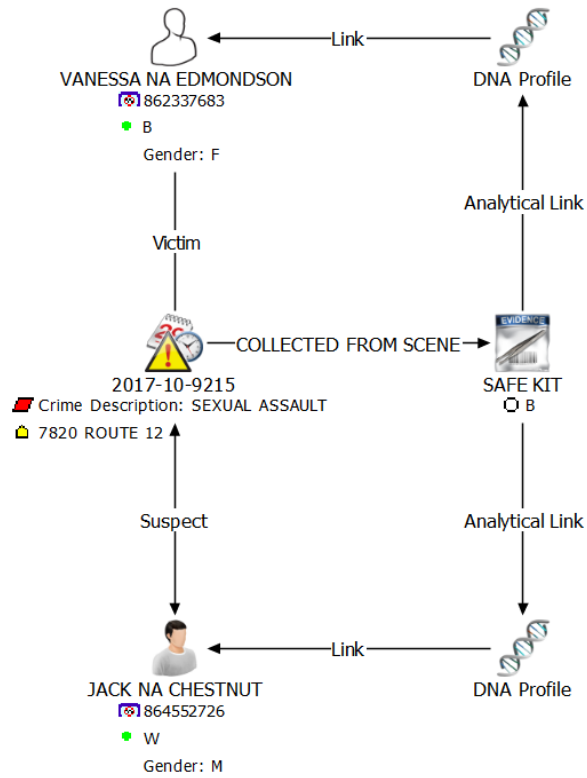 Link
VANESSA NA EDMONDSON
862337683
B
Gender: F
DNA Profile
Analytical Link
Victim
EVIDENCE
COLLECTED FROM SCENE
2017-10-9215
Crime Description: SEXUAL ASSAULT
7820 ROUTE 12
SAFE KIT
B
Suspect
Analytical Link
Link
JACK NA CHESTNUT
864552726
W
Gender: M
DNA Profile